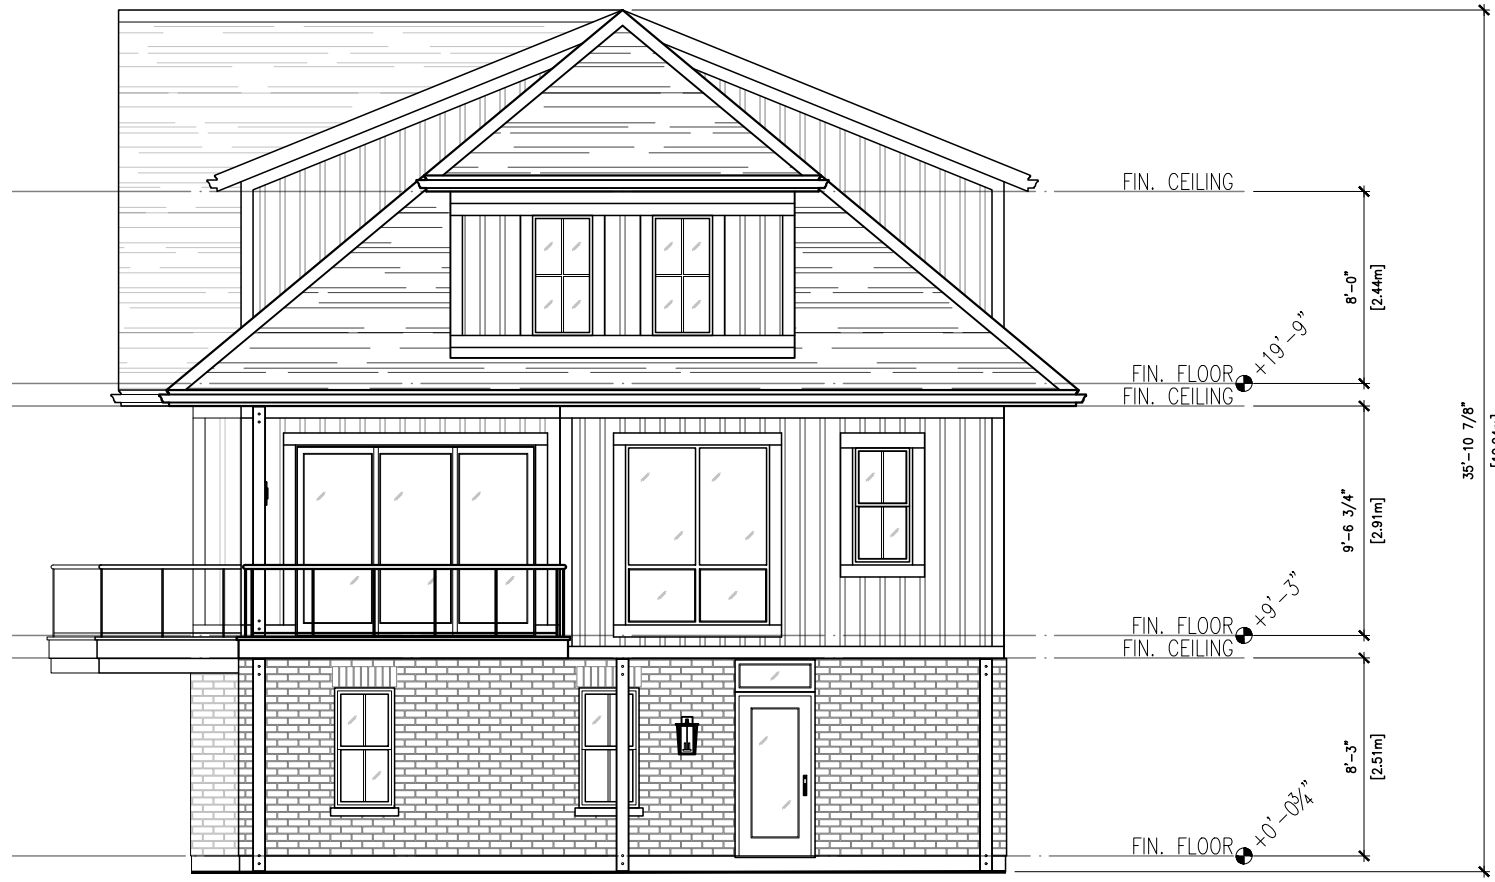 FIN. CEILING
8'-0"
[2.44m]
+19'-9"
FIN. FLOOR
FIN. CEILING
35'-10 7/8"
9'-6 3/4"
[2.91m]
+9'-3"
FIN. FLOOR
FIN. CEILING
8'-3"
[2.51m]
+0'-0¾"
FIN. FLOOR